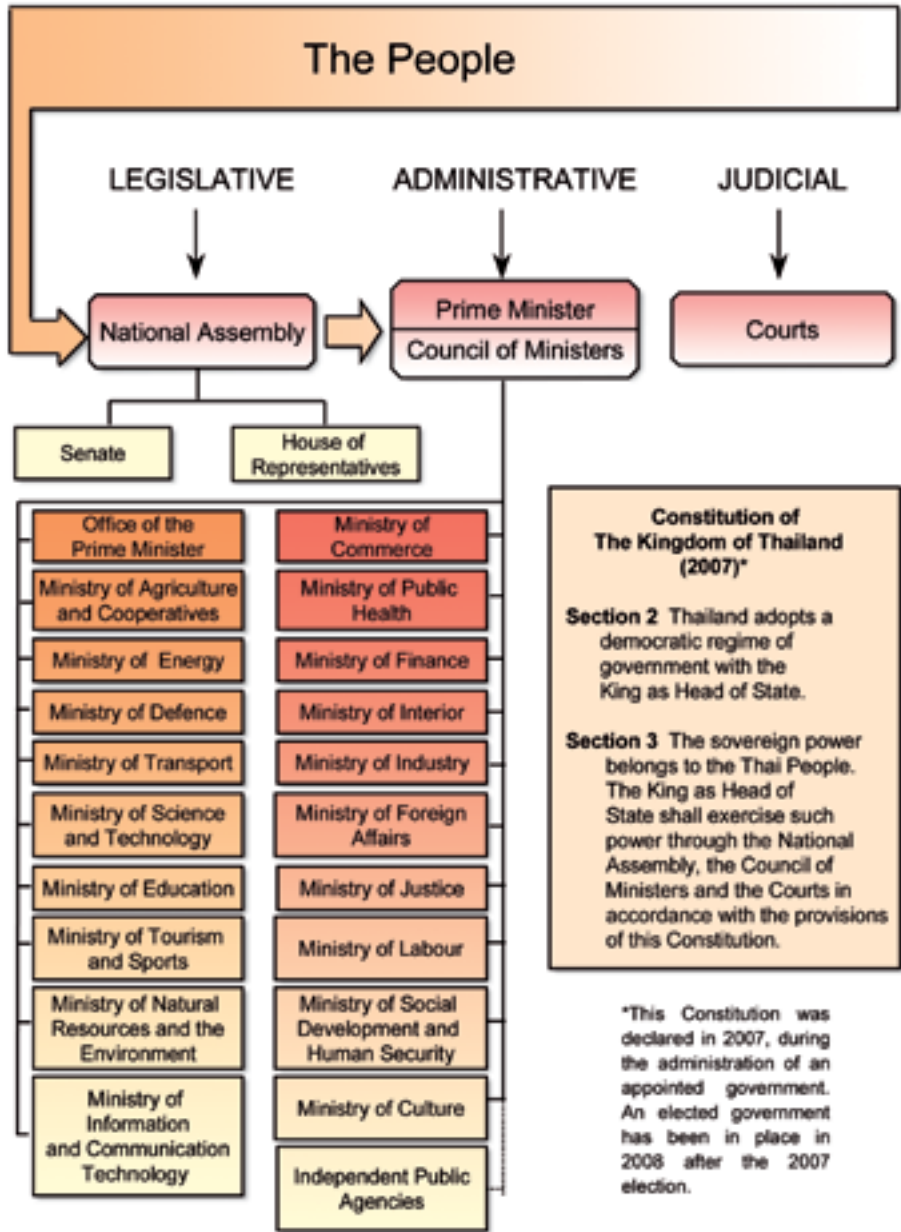 The People
LEGISLATIVE
ADMINISTRATIVE
JUDICIAL
National Assembly
Prime Minister
Council of Ministers
Courts
Senate
House of
Representatives
Office of the
Prime Minister
Ministry of Agriculture
and Cooperatives
Ministry of Energy
Ministry of Defence
Ministry of Transport
Ministry of Science
and Technology
Ministry of Education
Ministry of Tourism
and Sports
Ministry of Natural
Resources and the
Environment
Ministry of
Information
and Communication
Technology
Ministry of
Commerce
Ministry of Public
Health
Ministry of Finance
Ministry of Interior
Ministry of Industry
Ministry of Foreign
Affairs
Ministry of Justice
Ministry of Labour
Ministry of Social
Development and
Human Security
Ministry of Culture
Independent Public
Agencies
Constitution of
The Kingdom of Thailand
(2007)*
Section 2 Thailand adopts a
democratic regime of
government with the
King as Head of State.
Section 3 The sovereign power
belongs to the Thai People.
The King as Head of
State shall exercise such
power through the National
Assembly, the Council of
Ministers and the Courts in
accordance with the provisions
of this Constitution.
*This Constitution was
declared in 2007, during
the administration of an
appointed government.
An elected government
has been in place in
2008 after the 2007
election.